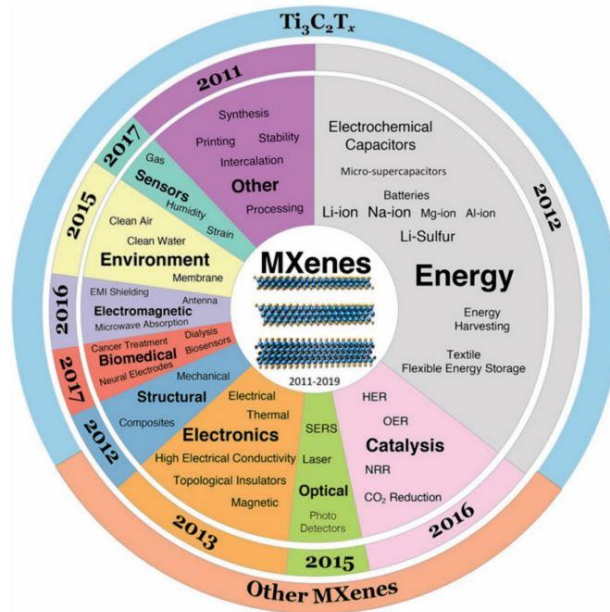 Ti₃C₂Tₓ
2011
Synthesis
Printing Stability
Intercalation
Other
Processing
2012
Electrochemical
Capacitors
Micro-supercapacitors
Batteries
Li-ion Na-ion Mg-ion Al-ion
Li-Sulfur
Energy
Energy
Harvesting
Textile
Flexible Energy Storage
2017
Gas
Sensors
Humidity
Strain
2015
Clean Air
Clean Water
Environment
Membrane
2016
EMI Shielding
Antenna
Electromagnetic
Microwave Absorption
2017
Cancer Treatment
Dialysis
Biomedical
Biosensors
Neural Electrodes
2012
Mechanical
Structural
Composites
2013
Electrical
Thermal
Electronics
High Electrical Conductivity
Topological Insulators
Magnetic
2015
SERS
Laser
Optical
Photo
Detectors
2016
HER
OER
Catalysis
NRR
CO₂ Reduction
MXenes
2011-2019
Other MXenes